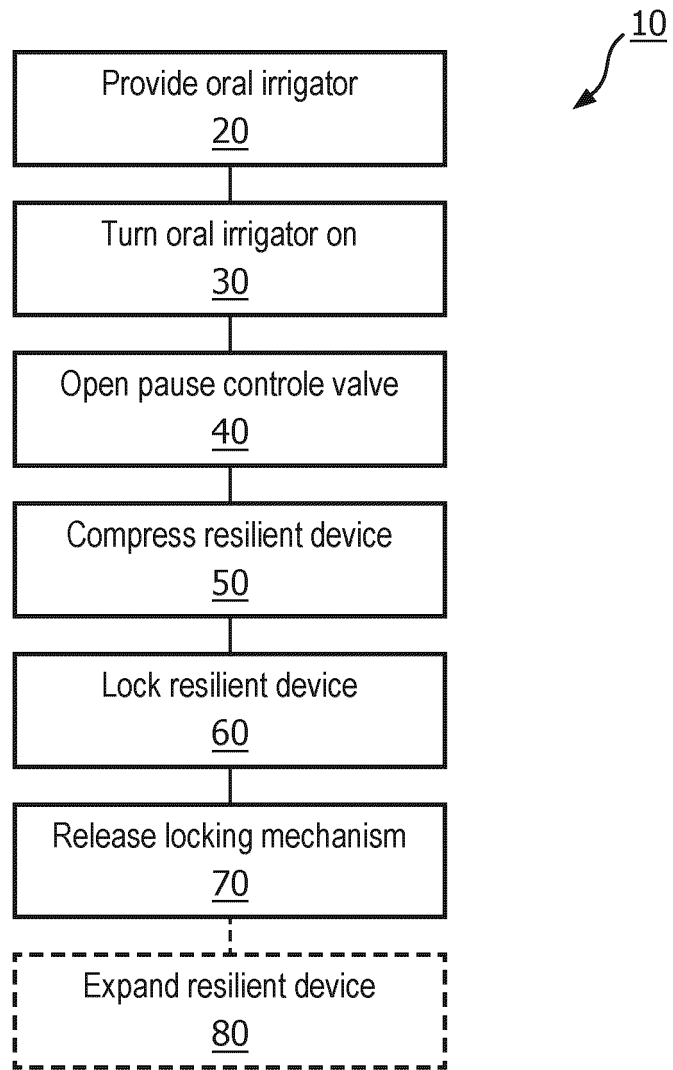 10
Provide oral irrigator
20
Turn oral irrigator on
30
Open pause controle valve
40
Compress resilient device
50
Lock resilient device
60
Release locking mechanism
70
Expand resilient device
80